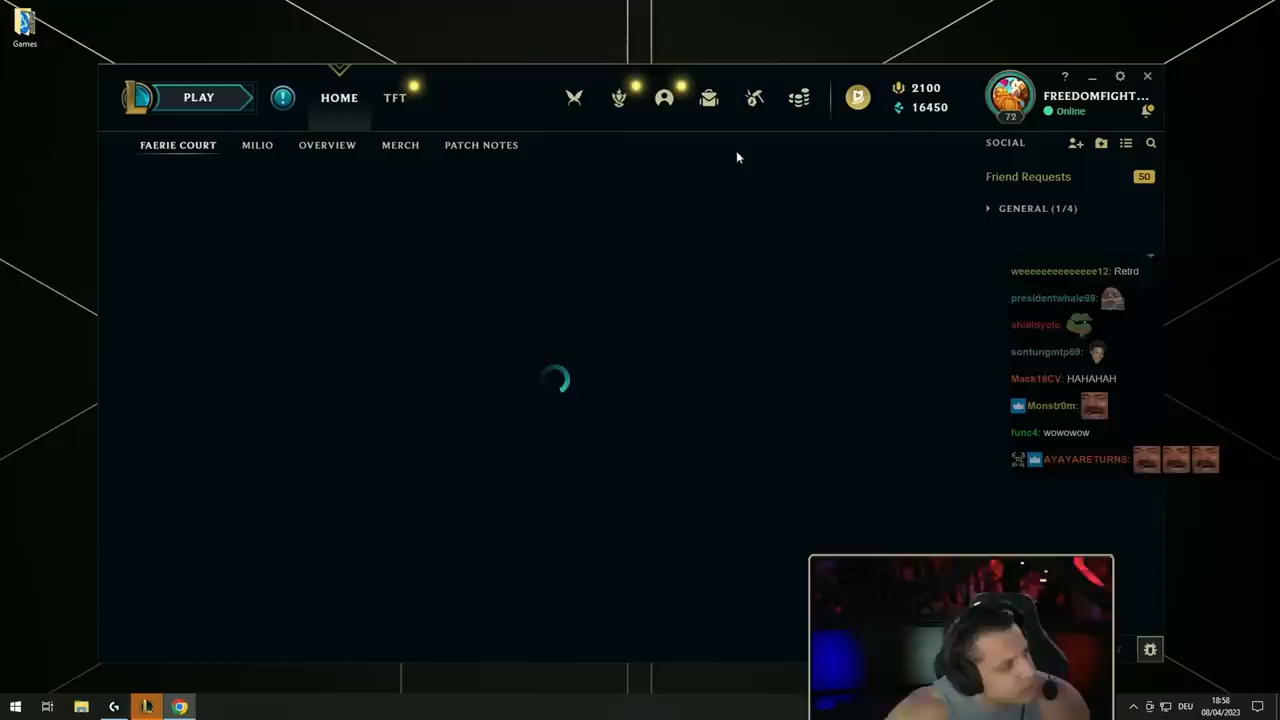 Games
PLAY
HOME
TFT
2100
16450
72
FREEDOMFIGHT...
Online
FAERIE COURT
MILIO
OVERVIEW
MERCH
PATCH NOTES
SOCIAL
Friend Requests
50
GENERAL (1/4)
weeeeeeeeeeeee12: Retrd
presidentwhale99:
shieldyolo
sontungmtp69:
Mack18CV: HAHAHAH
Monstr0m:
func4: wowowow
AYAYARETURNS:
DEU
18:58
08/04/2023